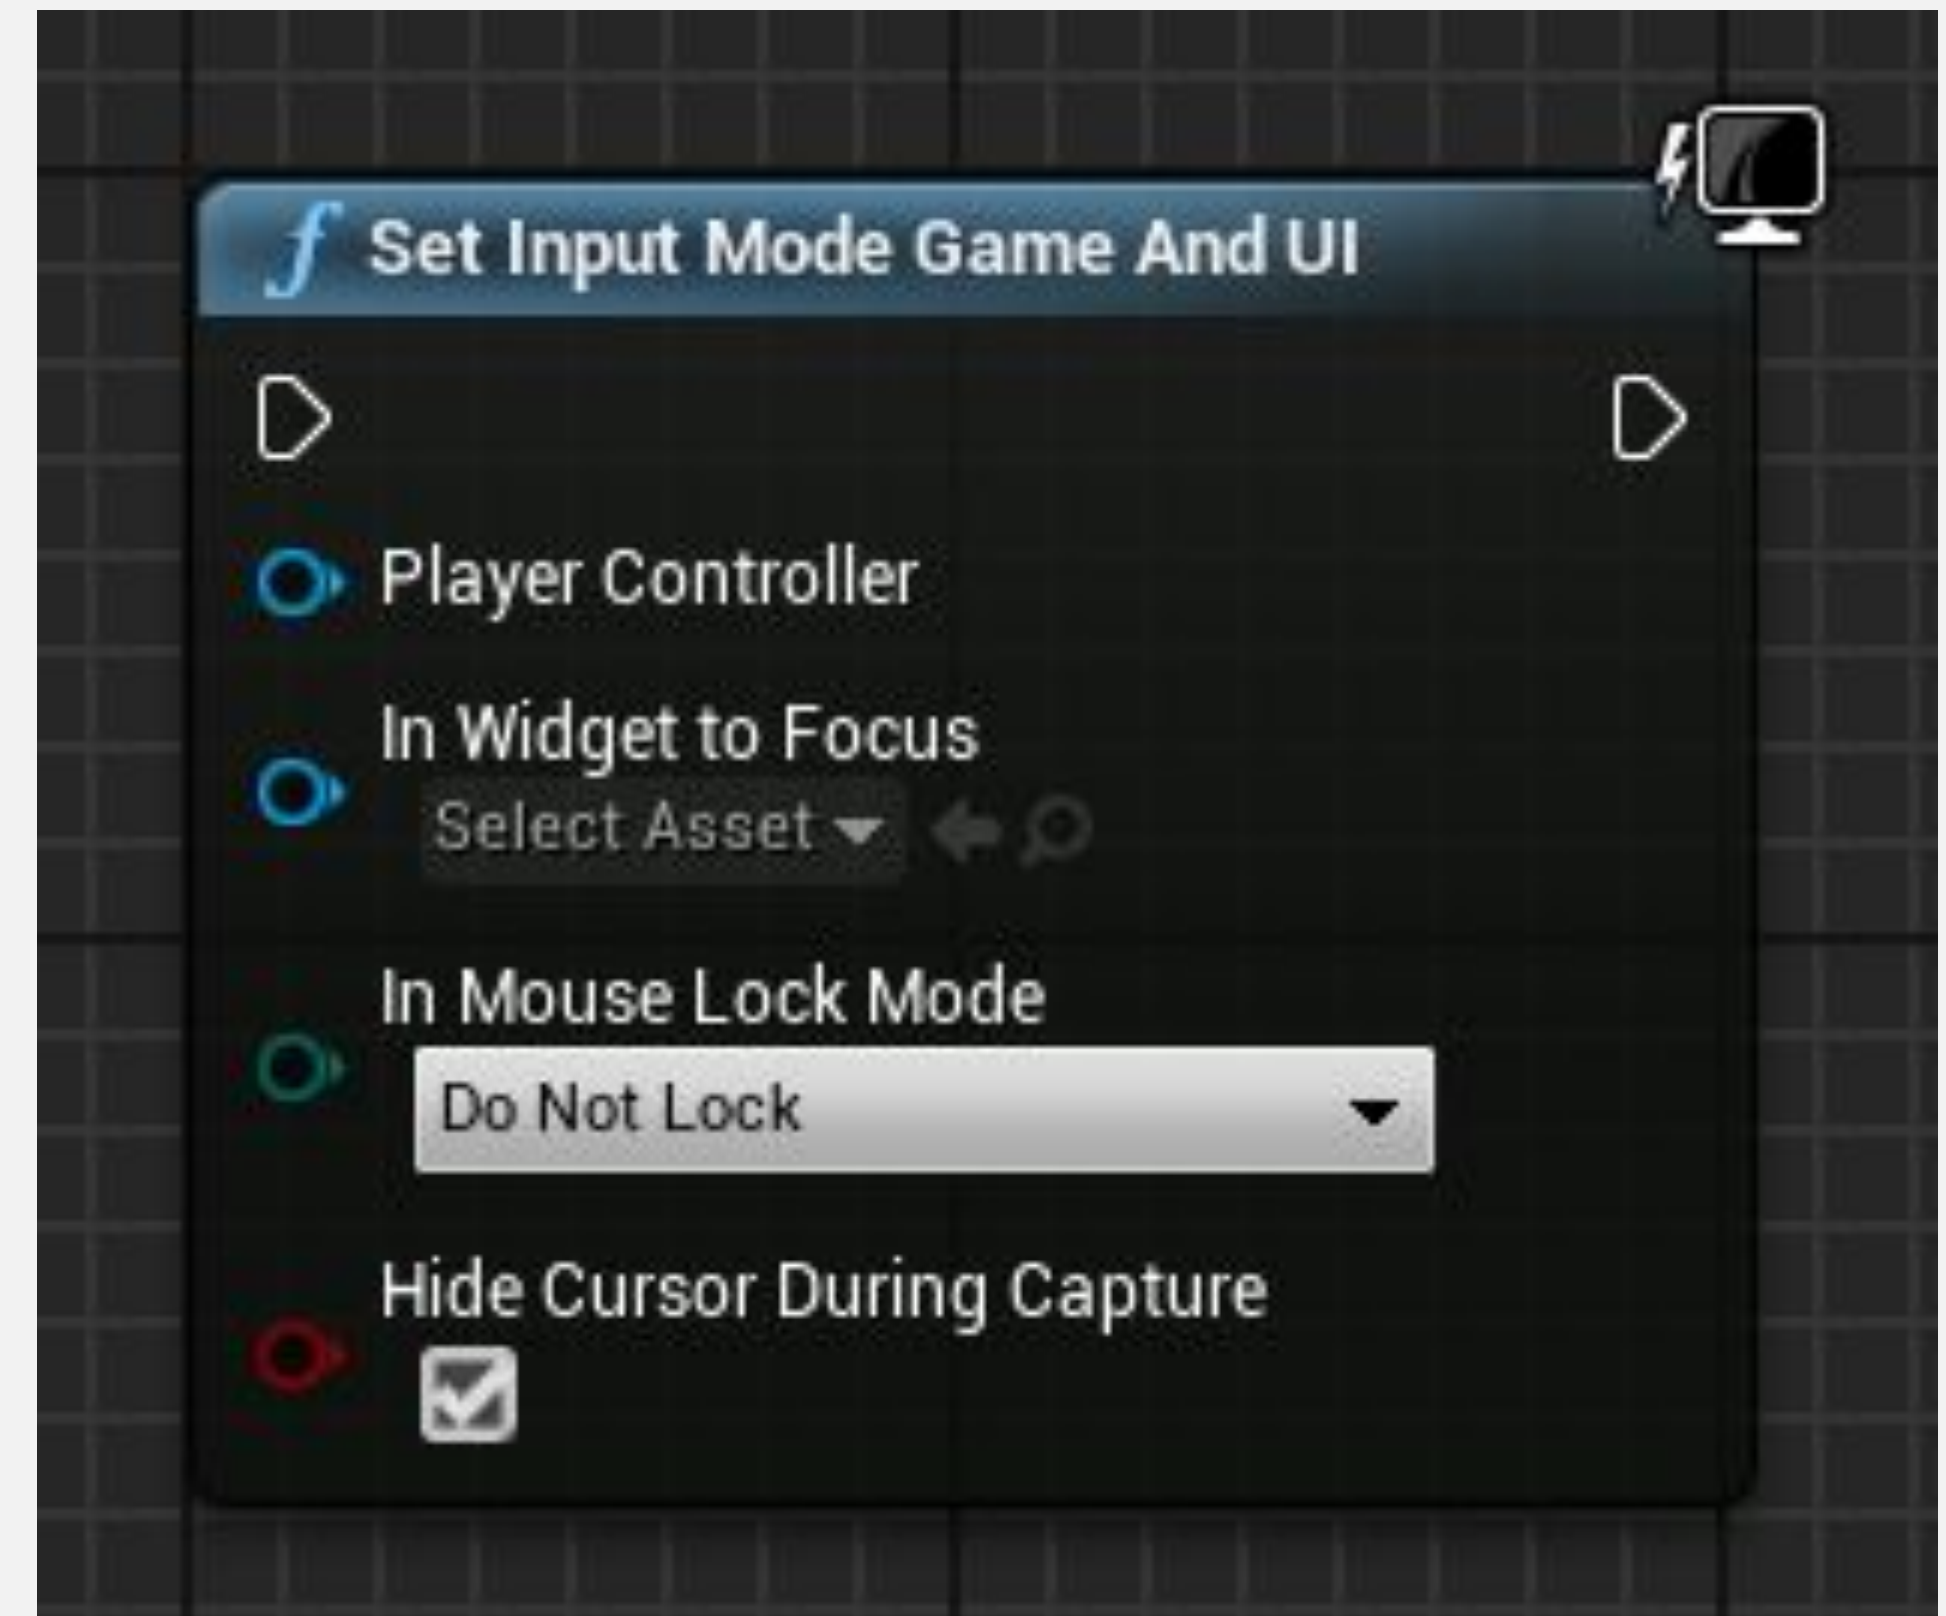 f Set Input Mode Game And UI
Player Controller
In Widget to Focus
Select Asset
In Mouse Lock Mode
Do Not Lock
Hide Cursor During Capture